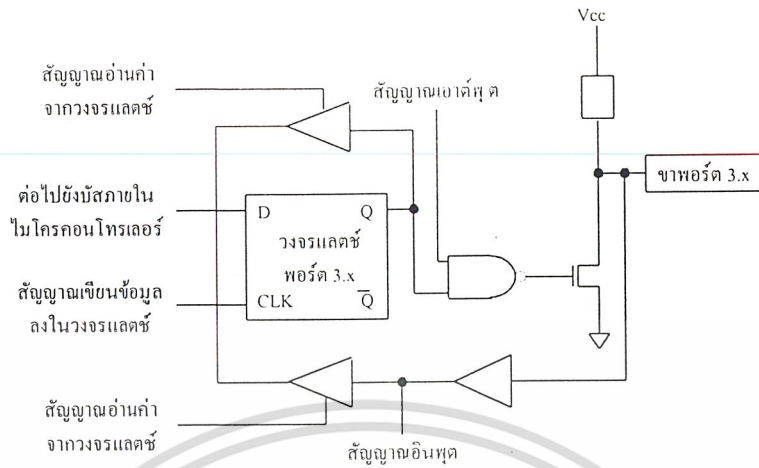 Vcc
สัญญาณอ่านค่า
จากวงจรแลตช์
สัญญาณเอาต์พุต
ขาพอร์ต 3.x
ต่อไปยังบัสภายใน
ไมโครคอนโทรเลอร์
D Q
วงจรแลตช์
พอร์ต 3.x
CLK Q
สัญญาณเขียนข้อมูล
ลงในวงจรแลตช์
สัญญาณอ่านค่า
จากวงจรแลตช์
สัญญาณอินพุต